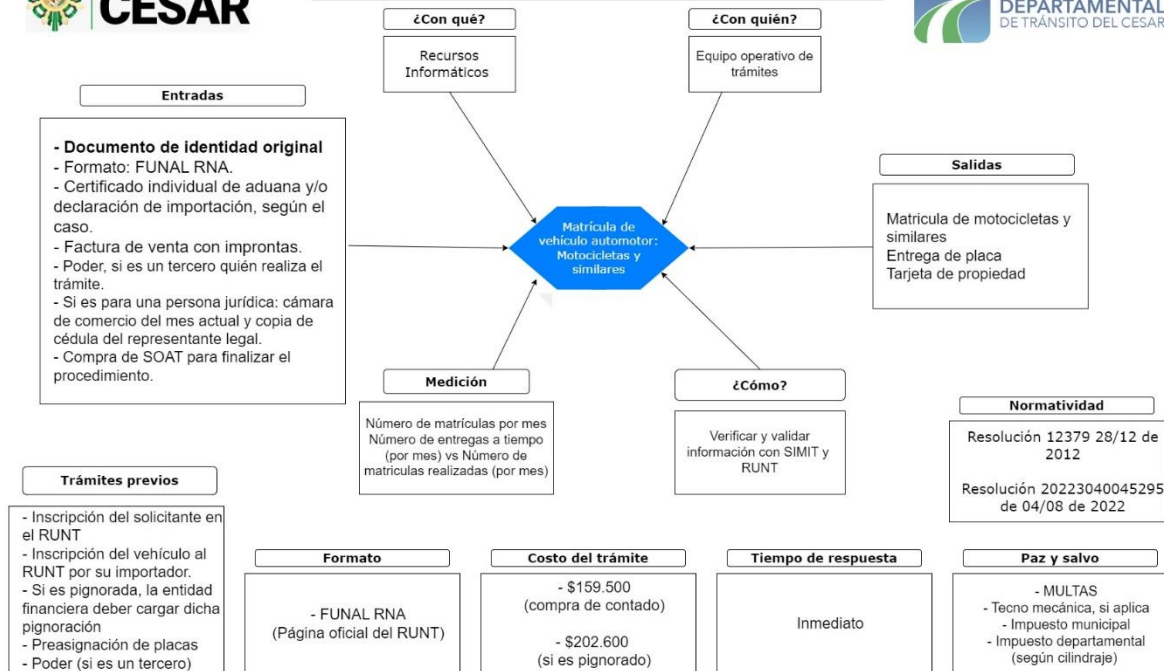 CESAR
DEPARTAMENTAL
DE TRÁNSITO DEL CESAR
¿Con qué?
Recursos
Informáticos
¿Con quién?
Equipo operativo de
trámites
Entradas
- Documento de identidad original
- Formato: FUNAL RNA.
- Certificado individual de aduana y/o
declaración de importación, según el
caso.
- Factura de venta con improntas.
- Poder, si es un tercero quién realiza el
trámite.
- Si es para una persona jurídica: cámara
de comercio del mes actual y copia de
cédula del representante legal.
- Compra de SOAT para finalizar el
procedimiento.
Matrícula de
vehículo automotor:
Motocicletas y
similares
Salidas
Matricula de motocicletas y
similares
Entrega de placa
Tarjeta de propiedad
Medición
Número de matrículas por mes
Número de entregas a tiempo
(por mes) vs Número de
matriculas realizadas (por mes)
¿Cómo?
Verificar y validar
información con SIMIT y
RUNT
Normatividad
Resolución 12379 28/12 de
2012
Resolución 20223040045295
de 04/08 de 2022
Trámites previos
- Inscripción del solicitante en
el RUNT
- Inscripción del vehículo al
RUNT por su importador.
- Si es pignorada, la entidad
financiera deber cargar dicha
pignoración
- Preasignación de placas
- Poder (si es un tercero)
Formato
- FUNAL RNA
(Página oficial del RUNT)
Costo del trámite
- $159.500
(compra de contado)
- $202.600
(si es pignorado)
Tiempo de respuesta
Inmediato
Paz y salvo
- MULTAS
- Tecno mecánica, si aplica
- Impuesto municipal
- Impuesto departamental
(según cilindraje)